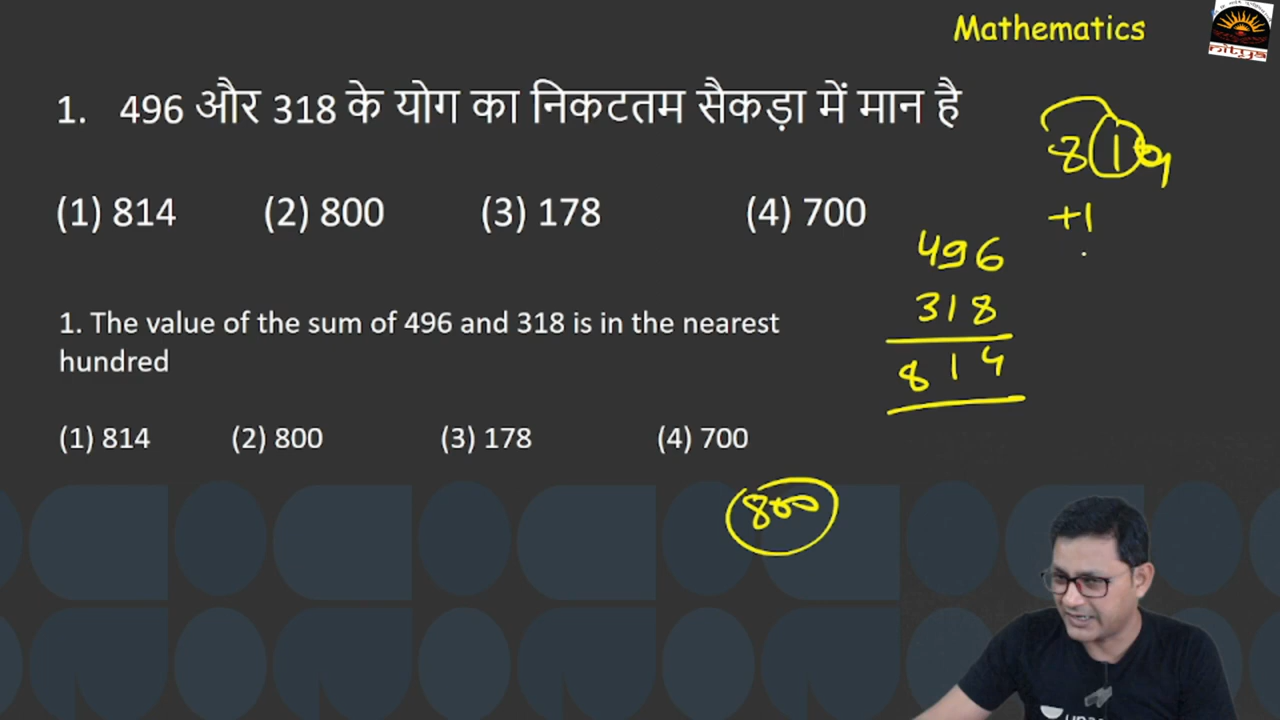 Mathematics
1. 496 और 318 के योग का निकटतम सैकड़ा में मान है
(1) 814 (2) 800 (3) 178 (4) 700
1. The value of the sum of 496 and 318 is in the nearest
hundred
(1) 814 (2) 800 (3) 178 (4) 700
496
318
814
+1
800
nitya